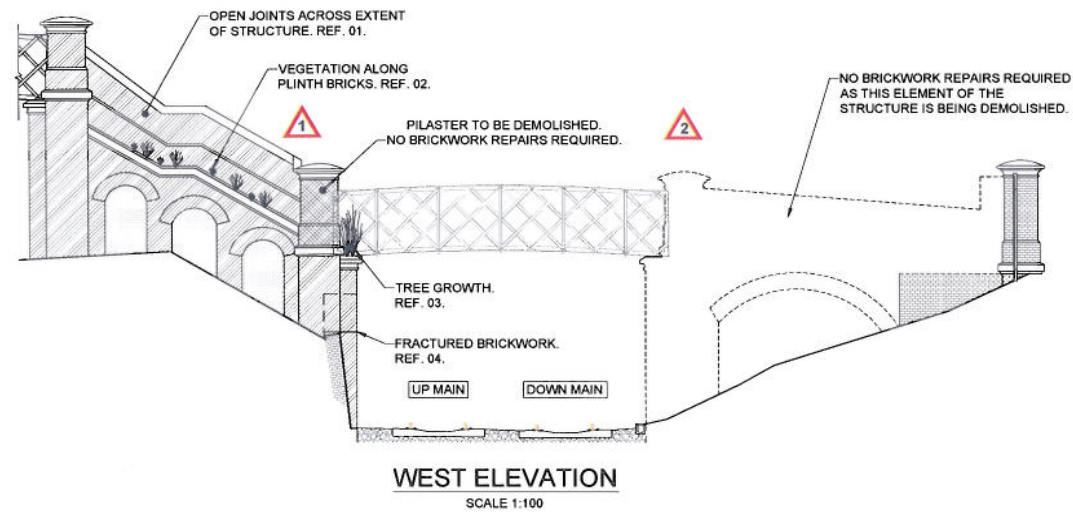 OPEN JOINTS ACROSS EXTENT
OF STRUCTURE. REF. 01.
VEGETATION ALONG
PLINTH BRICKS. REF. 02.
1
PILASTER TO BE DEMOLISHED.
NO BRICKWORK REPAIRS REQUIRED.
2
NO BRICKWORK REPAIRS REQUIRED
AS THIS ELEMENT OF THE
STRUCTURE IS BEING DEMOLISHED.
TREE GROWTH.
REF. 03.
FRACTURED BRICKWORK.
REF. 04.
UP MAIN
DOWN MAIN
WEST ELEVATION
SCALE 1:100